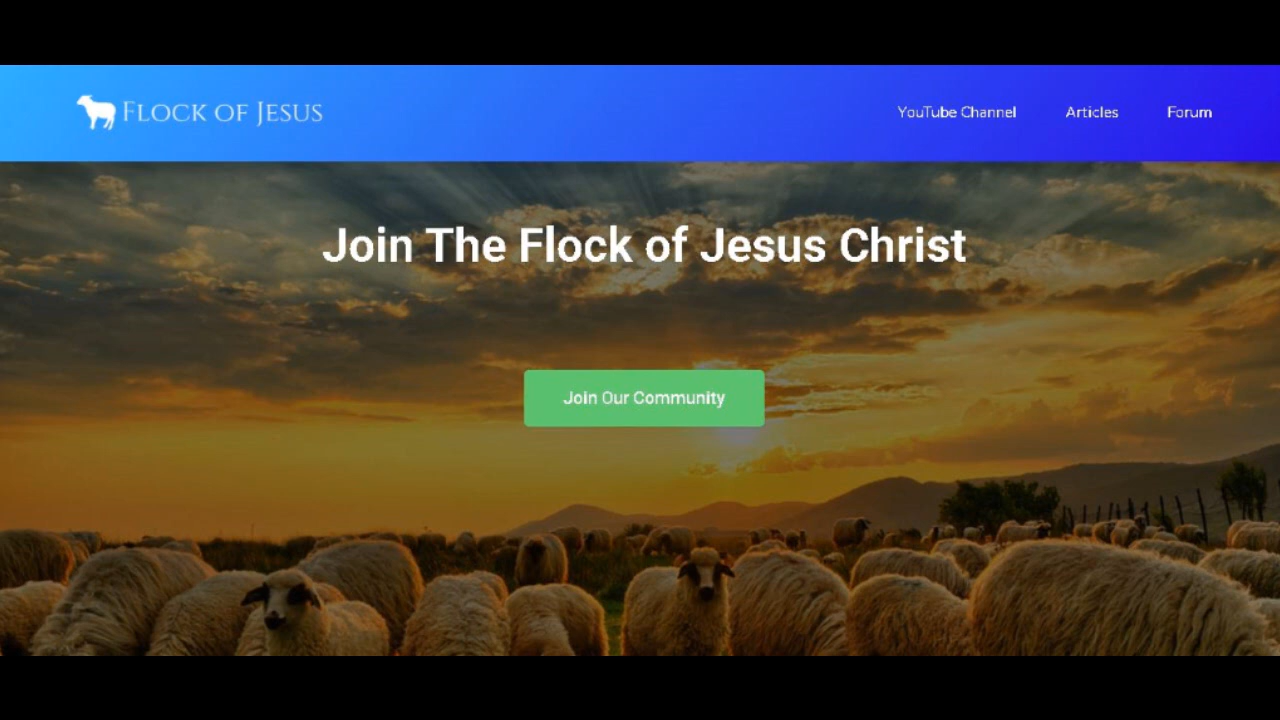 Flock of Jesus
YouTube Channel
Articles
Forum
Join The Flock of Jesus Christ
Join Our Community